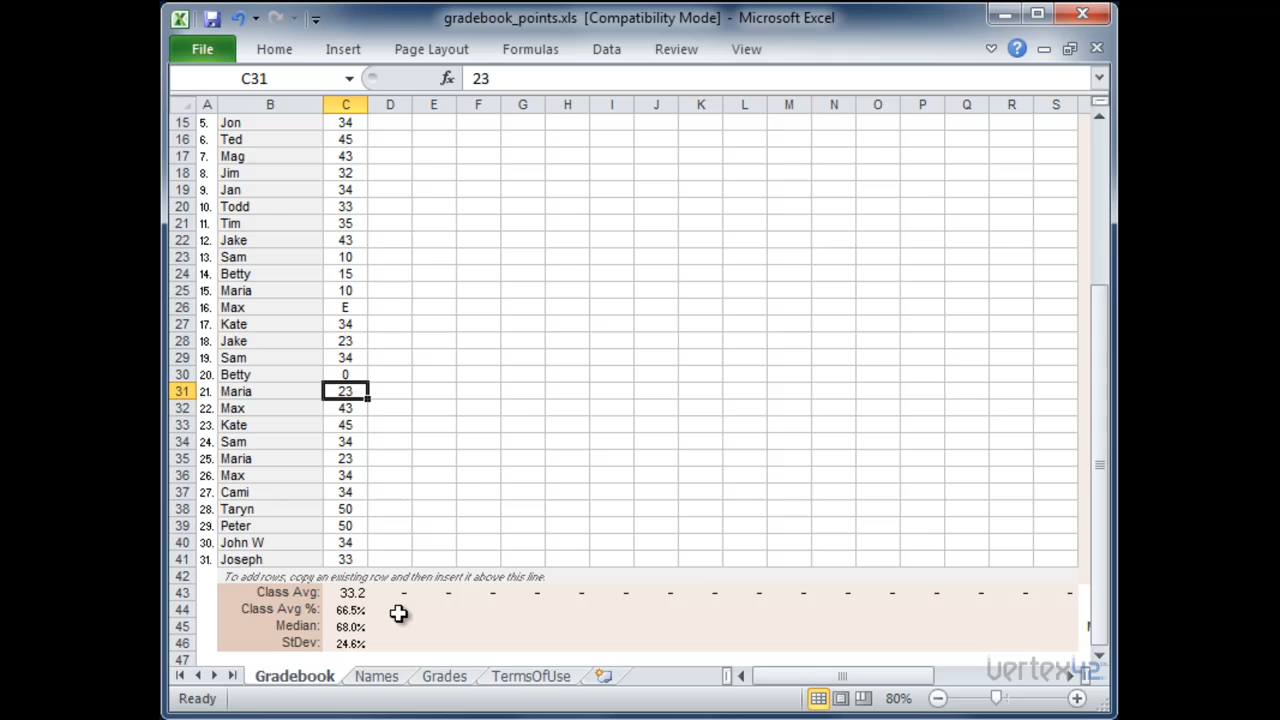 gradebook_points.xls [Compatibility Mode] - Microsoft Excel
File Home Insert Page Layout Formulas Data Review View
C31 fx 23
A B C D E F G H I J K L M N O P Q R S
15 5. Jon 34
16 6. Ted 45
17 7. Mag 43
18 8. Jim 32
19 9. Jan 34
20 10. Todd 33
21 11. Tim 35
22 12. Jake 43
23 13. Sam 10
24 14. Betty 15
25 15. Maria 10
26 16. Max E
27 17. Kate 34
28 18. Jake 23
29 19. Sam 34
30 20. Betty 0
31 21. Maria 23
32 22. Max 43
33 23. Kate 45
34 24. Sam 34
35 25. Maria 23
36 26. Max 34
37 27. Cami 34
38 28. Taryn 50
39 29. Peter 50
40 30. John W 34
41 31. Joseph 33
42 To add rows, copy an existing row and then insert it above this line.
43 Class Avg: 33.2 - - - - - - - - - - - - - - - -
44 Class Avg %: 66.5%
45 Median: 68.0%
46 StDev: 24.6%
47
Gradebook Names Grades TermsOfUse
vertex42
Ready 80%